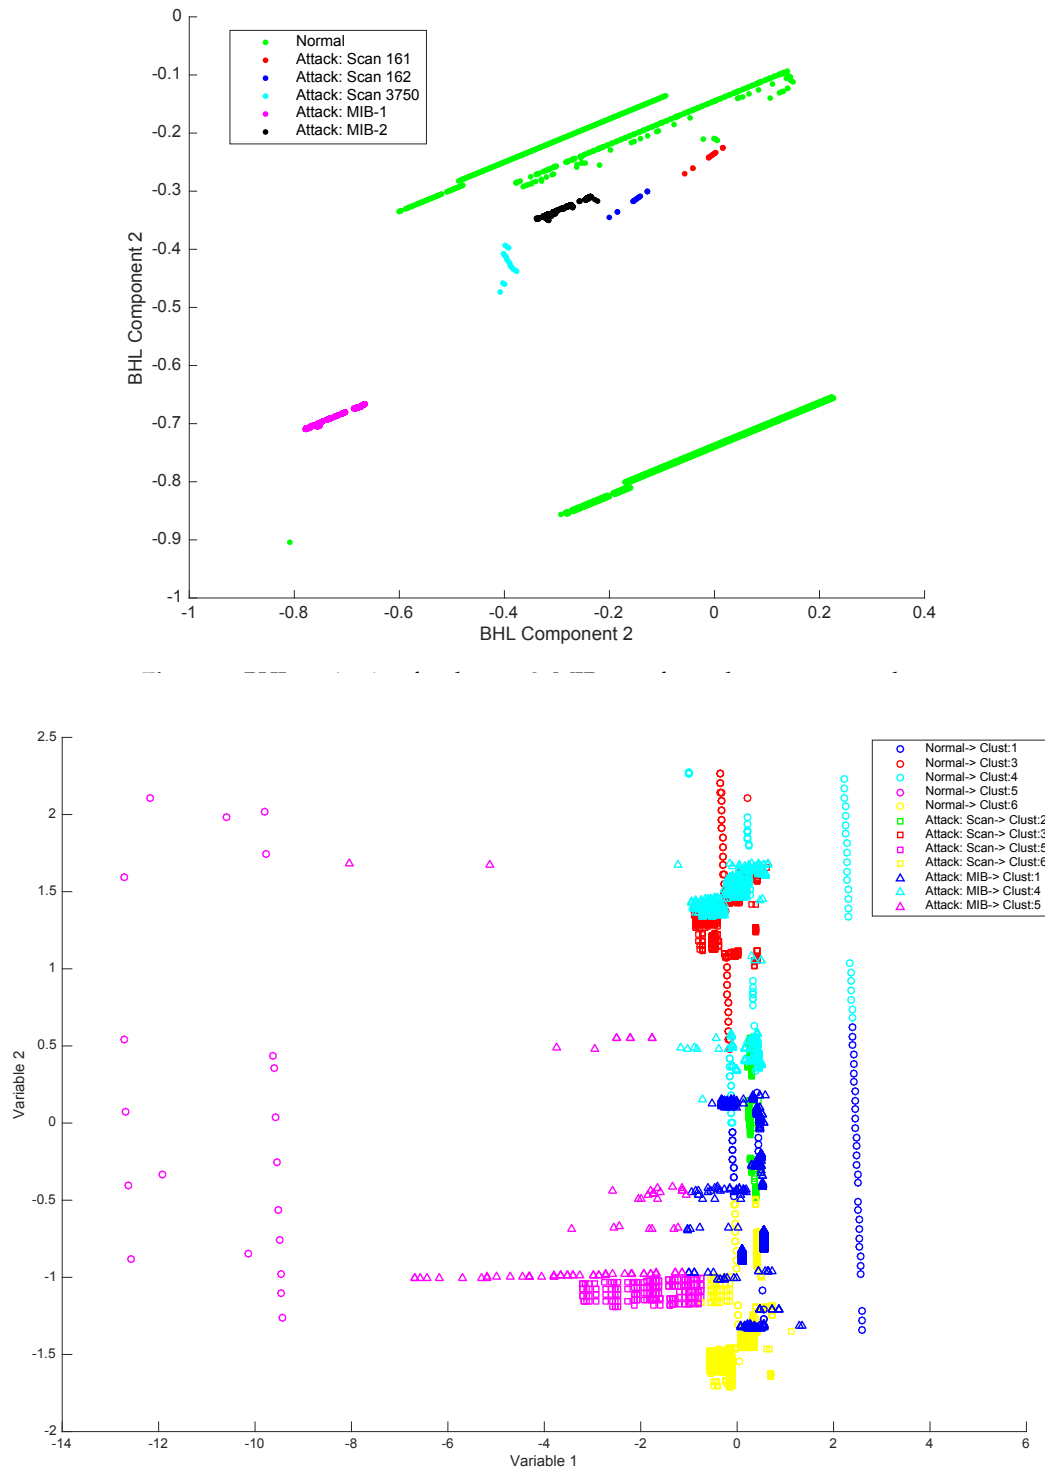 0
-0.1
-0.2
-0.3
-0.4
-0.5
-0.6
-0.7
-0.8
-0.9
-1
BHL Component 2
Normal
Attack: Scan 161
Attack: Scan 162
Attack: Scan 3750
Attack: MIB-1
Attack: MIB-2
-1 -0.8 -0.6 -0.4 -0.2 0 0.2 0.4
BHL Component 2
2.5
2
1.5
1
0.5
0
-0.5
-1
-1.5
-2
Variable 2
Normal-> Clust:1
Normal-> Clust:3
Normal-> Clust:4
Normal-> Clust:5
Normal-> Clust:6
Attack: Scan-> Clust:2
Attack: Scan-> Clust:3
Attack: Scan-> Clust:5
Attack: Scan-> Clust:6
Attack: MIB-> Clust:1
Attack: MIB-> Clust:4
Attack: MIB-> Clust:5
-14 -12 -10 -8 -6 -4 -2 0 2 4 6
Variable 1